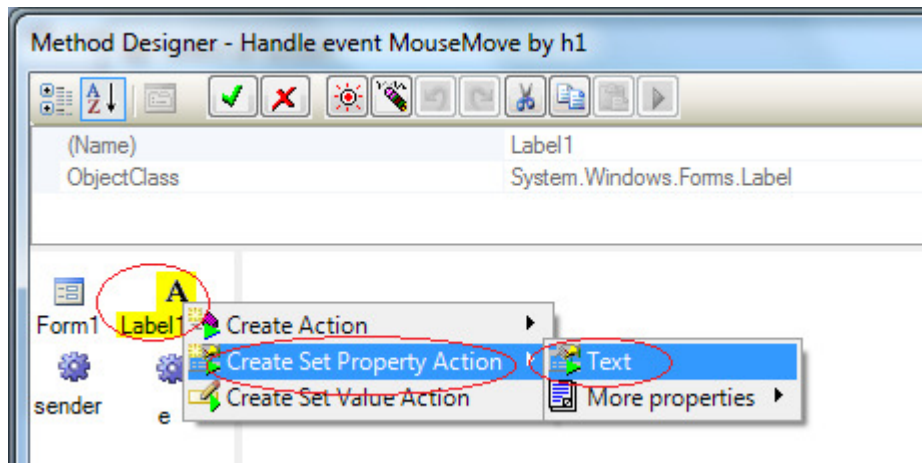 Method Designer - Handle event MouseMove by h1
(Name) Label1
ObjectClass System.Windows.Forms.Label
Form1 Label1 Create Action
Create Set Property Action Text
sender e Create Set Value Action More properties